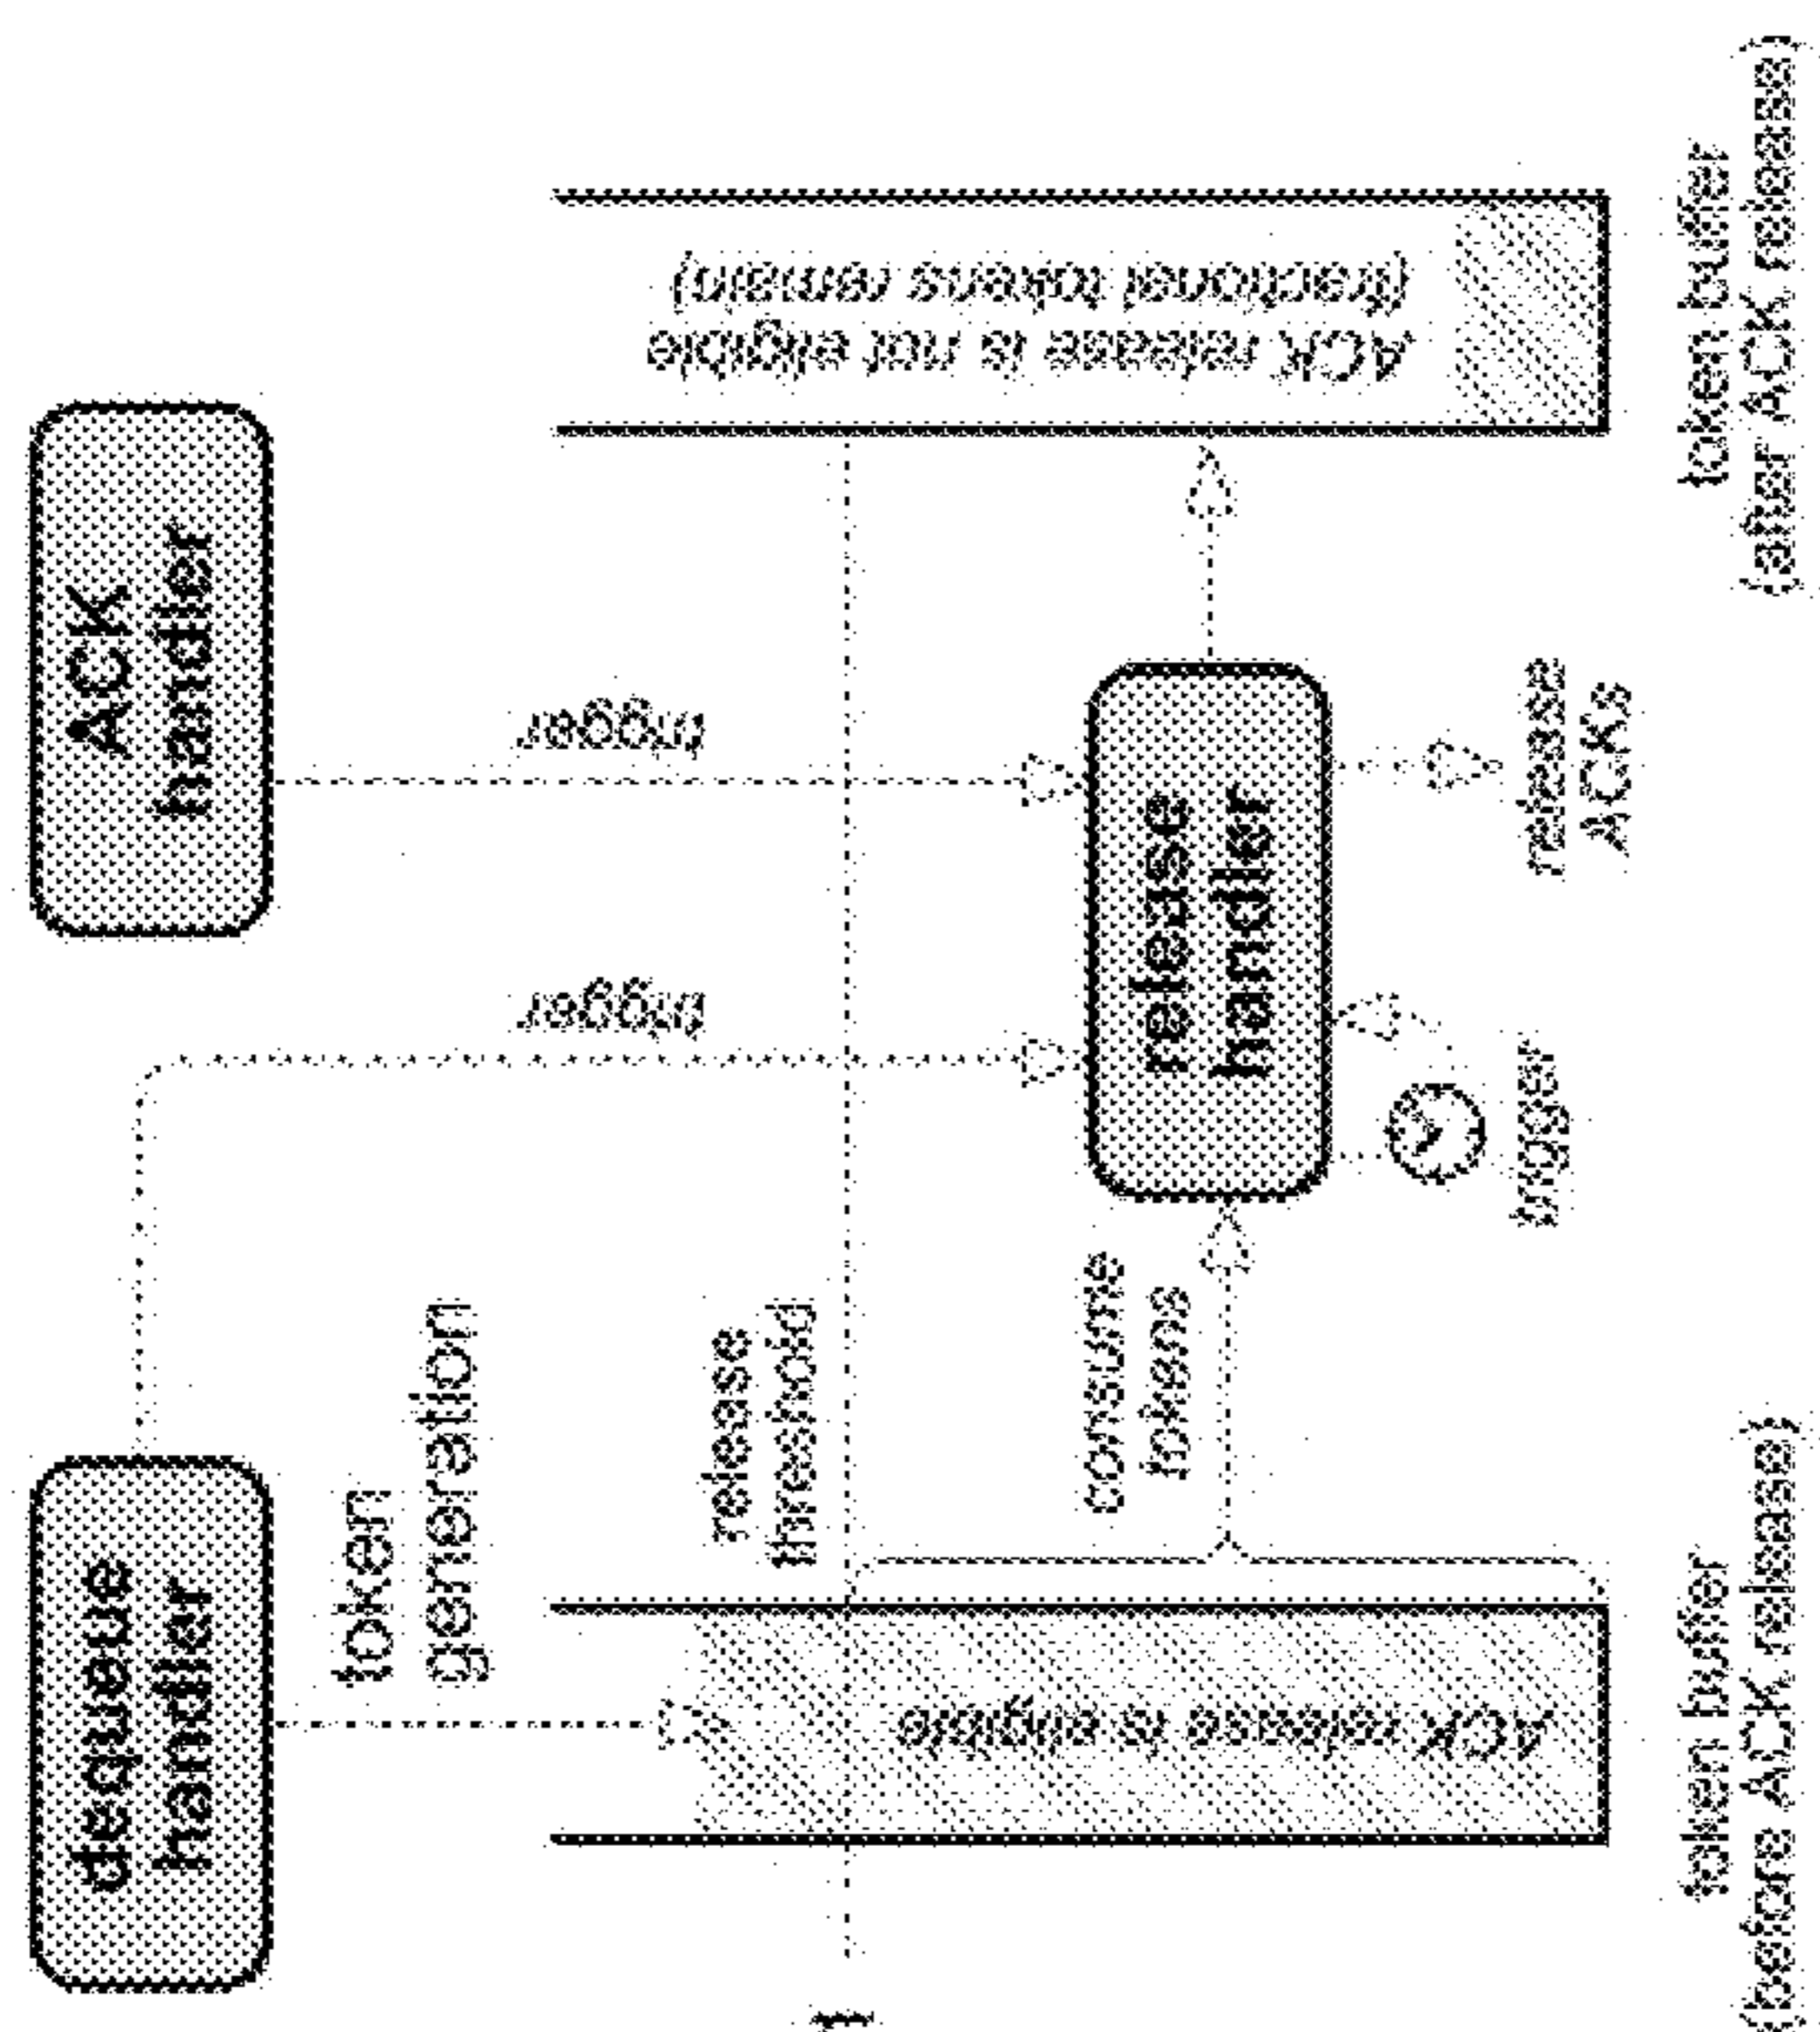 dequeue
handler
ACK
handler
token
generation
trigger
trigger
release
threshold
ACK release is eligible
consume
tokens
release
handler
ACK release is not eligible
(fractional tokens remain)
trigger
release
ACKs
token buffer
(before ACK release)
token buffer
(after ACK release)
1